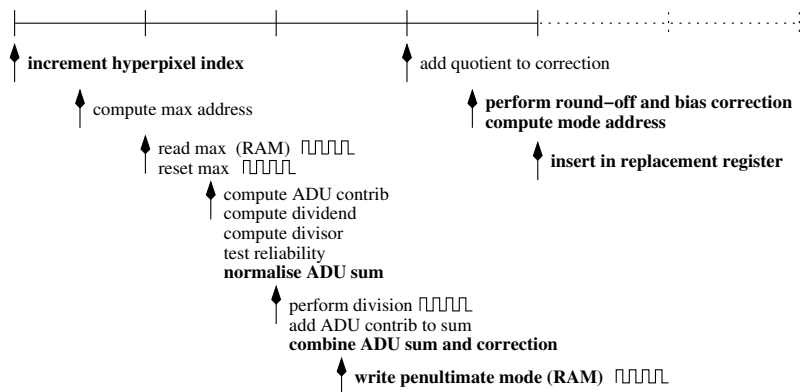 increment hyperpixel index
compute max address
read max (RAM)
reset max
compute ADU contrib
compute dividend
compute divisor
test reliability
normalise ADU sum
perform division
add ADU contrib to sum
combine ADU sum and correction
write penultimate mode (RAM)
add quotient to correction
perform round−off and bias correction
compute mode address
insert in replacement register